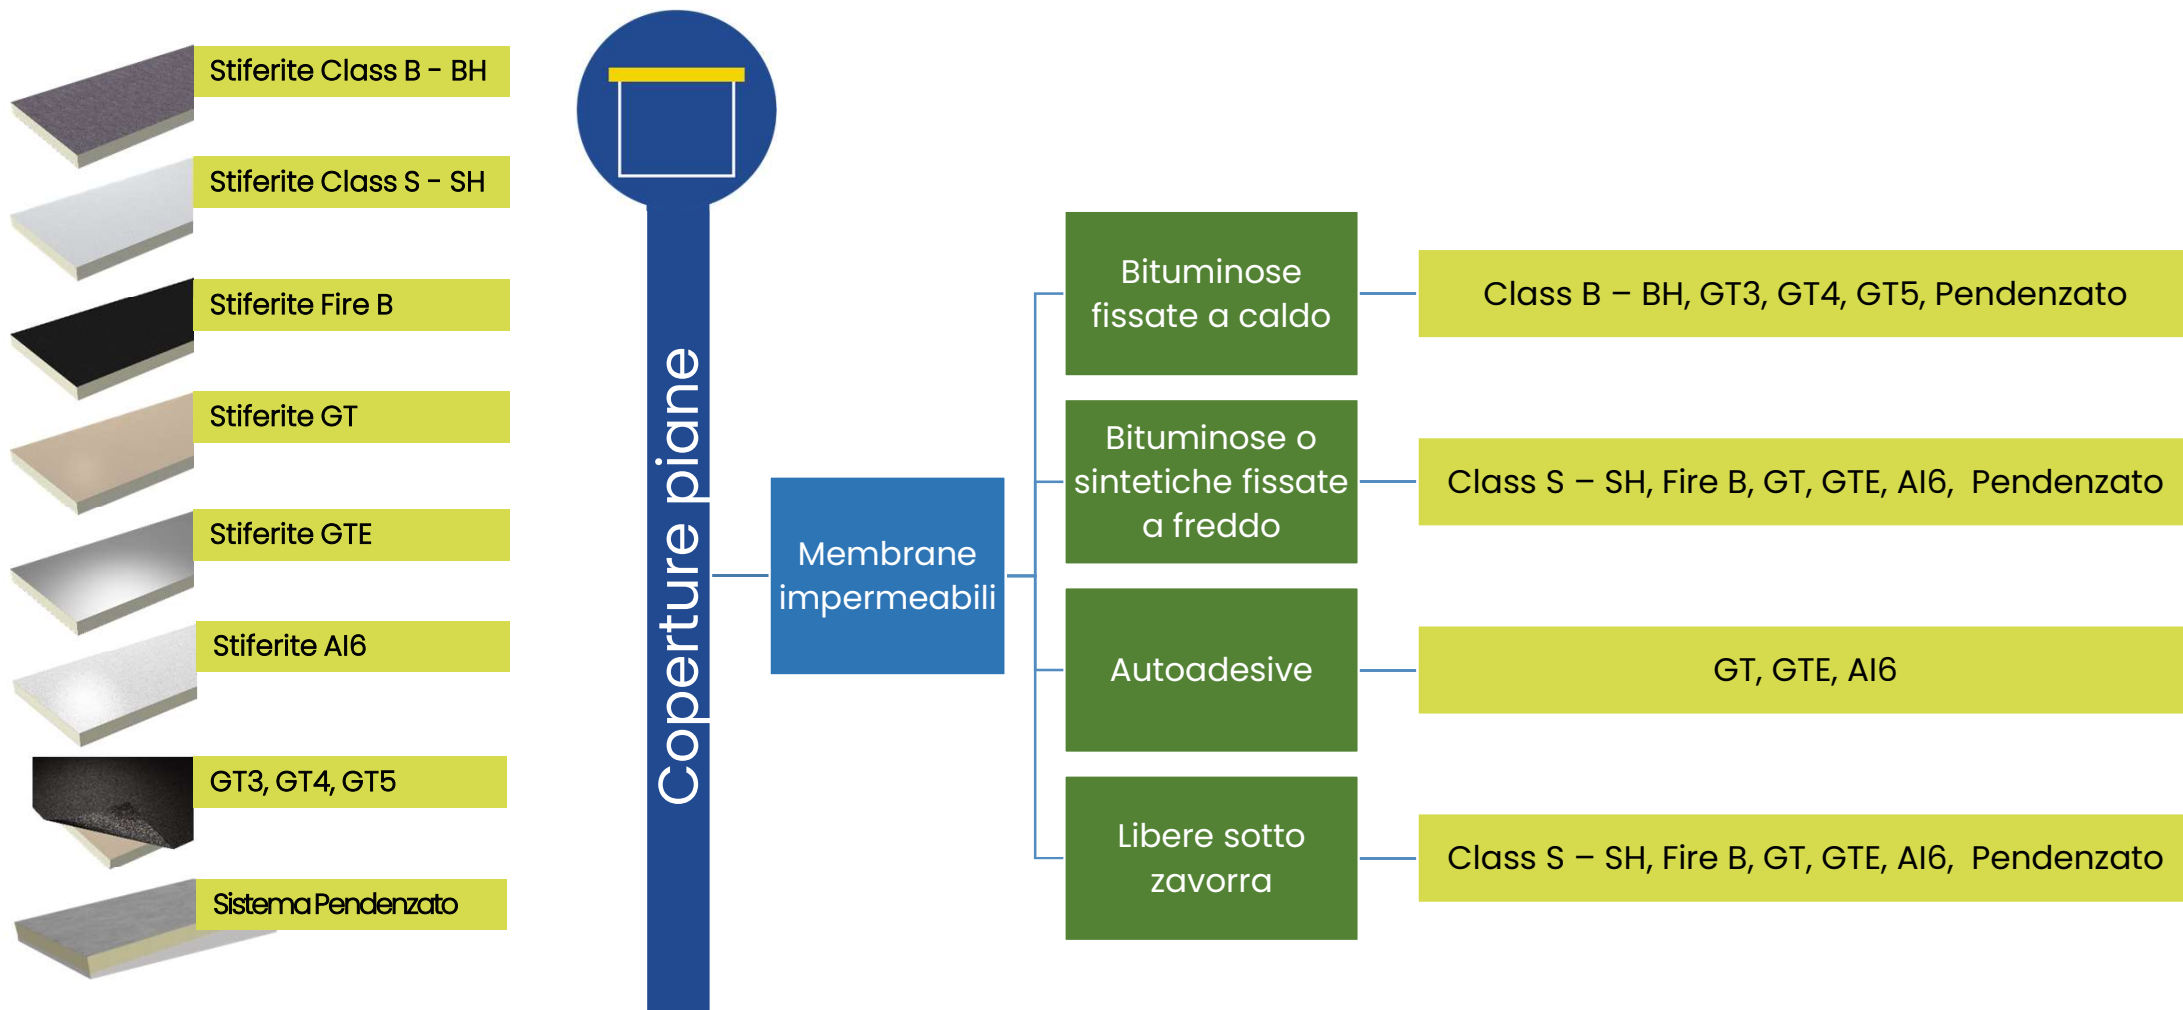 Stiferite Class B - BH
Stiferite Class S - SH
Stiferite Fire B
Stiferite GT
Stiferite GTE
Stiferite AI6
GT3, GT4, GT5
Sistema Pendenzato
Coperture piane
Membrane
impermeabili
Bituminose
fissate a caldo
Class B – BH, GT3, GT4, GT5, Pendenzato
Bituminose o
sintetiche fissate
a freddo
Class S – SH, Fire B, GT, GTE, AI6, Pendenzato
Autoadesive
GT, GTE, AI6
Libere sotto
zavorra
Class S – SH, Fire B, GT, GTE, AI6, Pendenzato